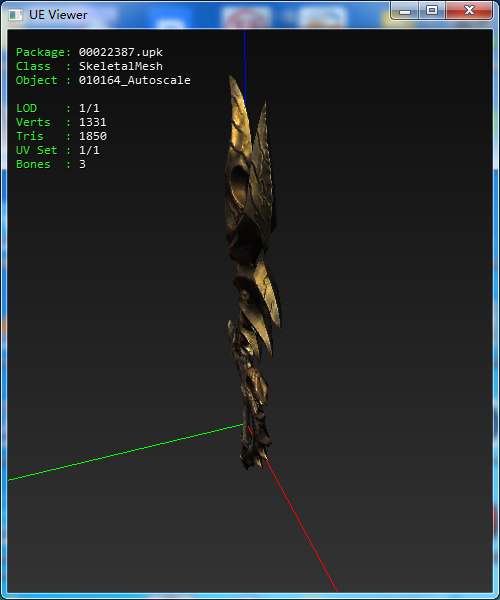 UE Viewer
Package: 00022387.upk
Class : SkeletalMesh
Object : 010164_Autoscale
LOD : 1/1
Verts : 1331
Tris : 1850
UV Set : 1/1
Bones : 3